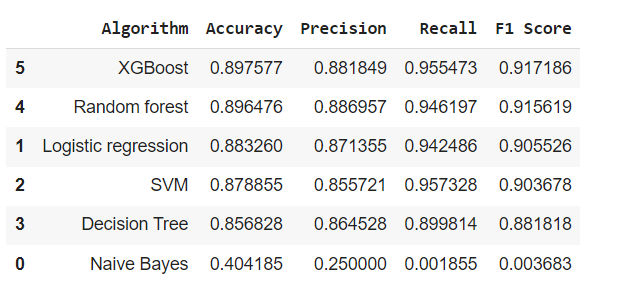 Algorithm Accuracy Precision Recall F1 Score
5 XGBoost 0.897577 0.881849 0.955473 0.917186
4 Random forest 0.896476 0.886957 0.946197 0.915619
1 Logistic regression 0.883260 0.871355 0.942486 0.905526
2 SVM 0.878855 0.855721 0.957328 0.903678
3 Decision Tree 0.856828 0.864528 0.899814 0.881818
0 Naive Bayes 0.404185 0.250000 0.001855 0.003683